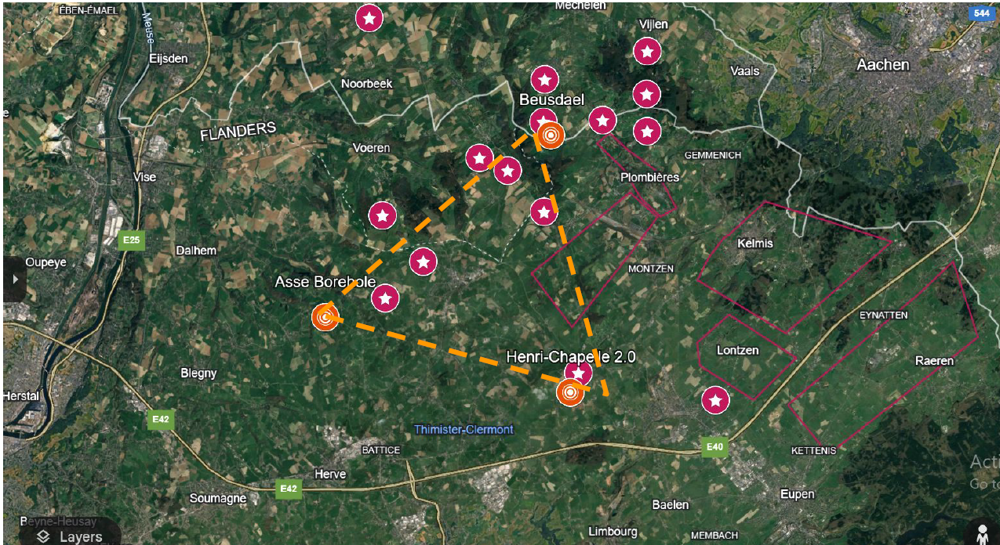 ÉBEN-ÉMAEL
Mechelen
544
Meuse
Vijlen
Eijsden
Aachen
Vaals
Noorbeek
Beusdael
e
FLANDERS
Voeren
GEMMENICH
Vise
Plombières
E25
Kelmis
Dalhem
Oupeye
MONTZEN
Asse Borehole
EYNATTEN
Lontzen
Henri-Chapelle 2.0
Raeren
Blegny
Herstal
E42
Thimister-Clermont
E40
BATTICE
KETTENIS
Acti
Herve
Go to
E42
Soumagne
Eupen
Baelen
Beyne-Heusay
Limbourg
MEMBACH
Layers